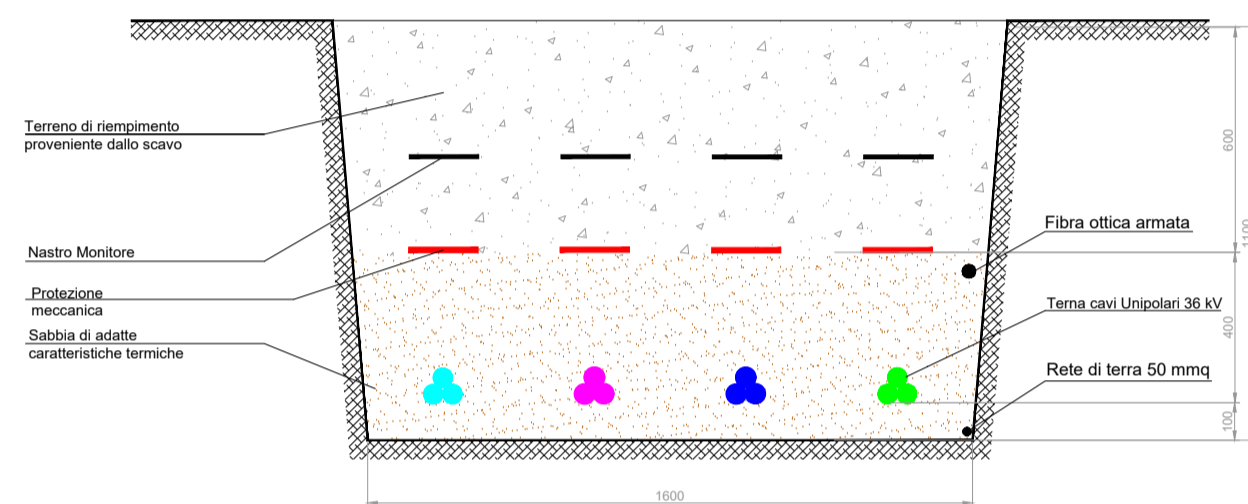 Terreno di riempimento
proveniente dallo scavo
Nastro Monitore
Protezione
meccanica
Sabbia di adatte
caratteristiche termiche
Fibra ottica armata
Terna cavi Unipolari 36 kV
Rete di terra 50 mmq
600
1100
400
100
1600